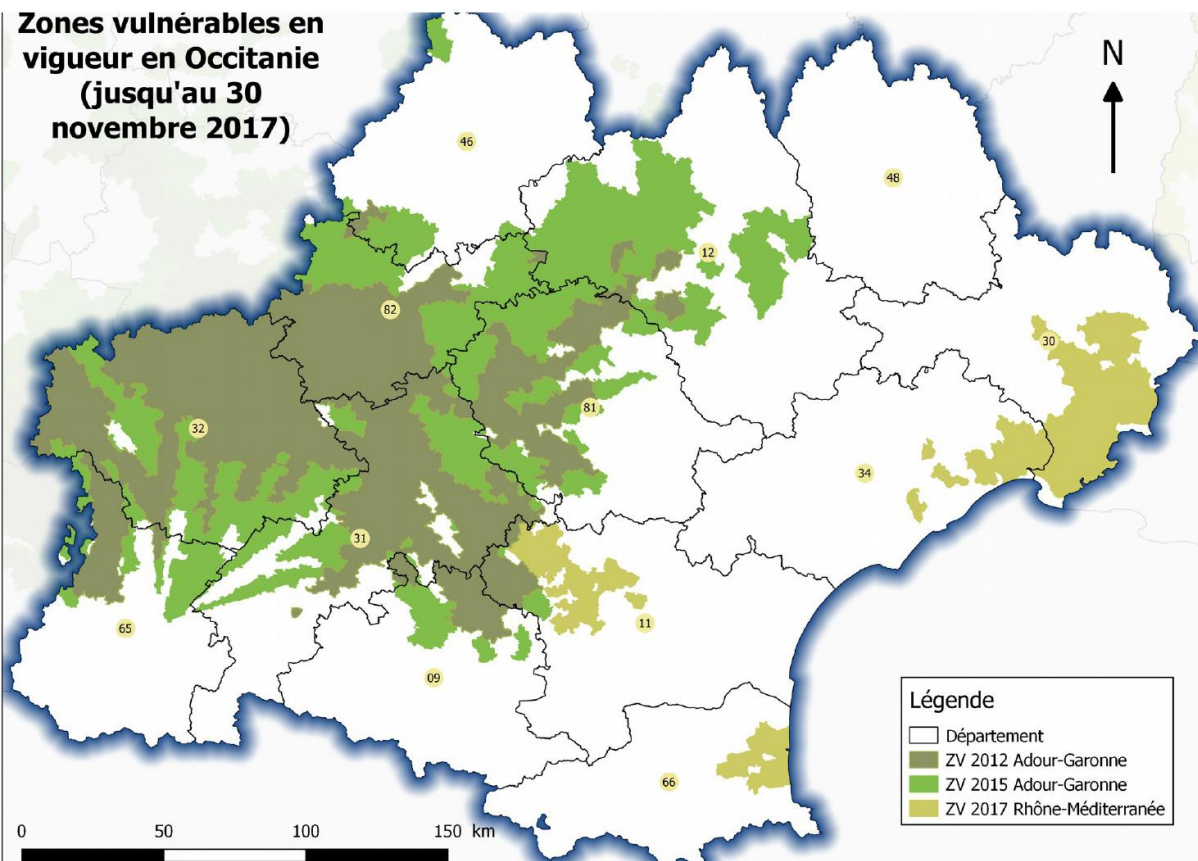 Zones vulnérables en
vigueur en Occitanie
(jusqu'au 30
novembre 2017)
N
46
48
12
82
30
81
32
34
31
11
65
09
66
Légende
Département
ZV 2012 Adour-Garonne
ZV 2015 Adour-Garonne
ZV 2017 Rhône-Méditerranée
0 50 100 150 km